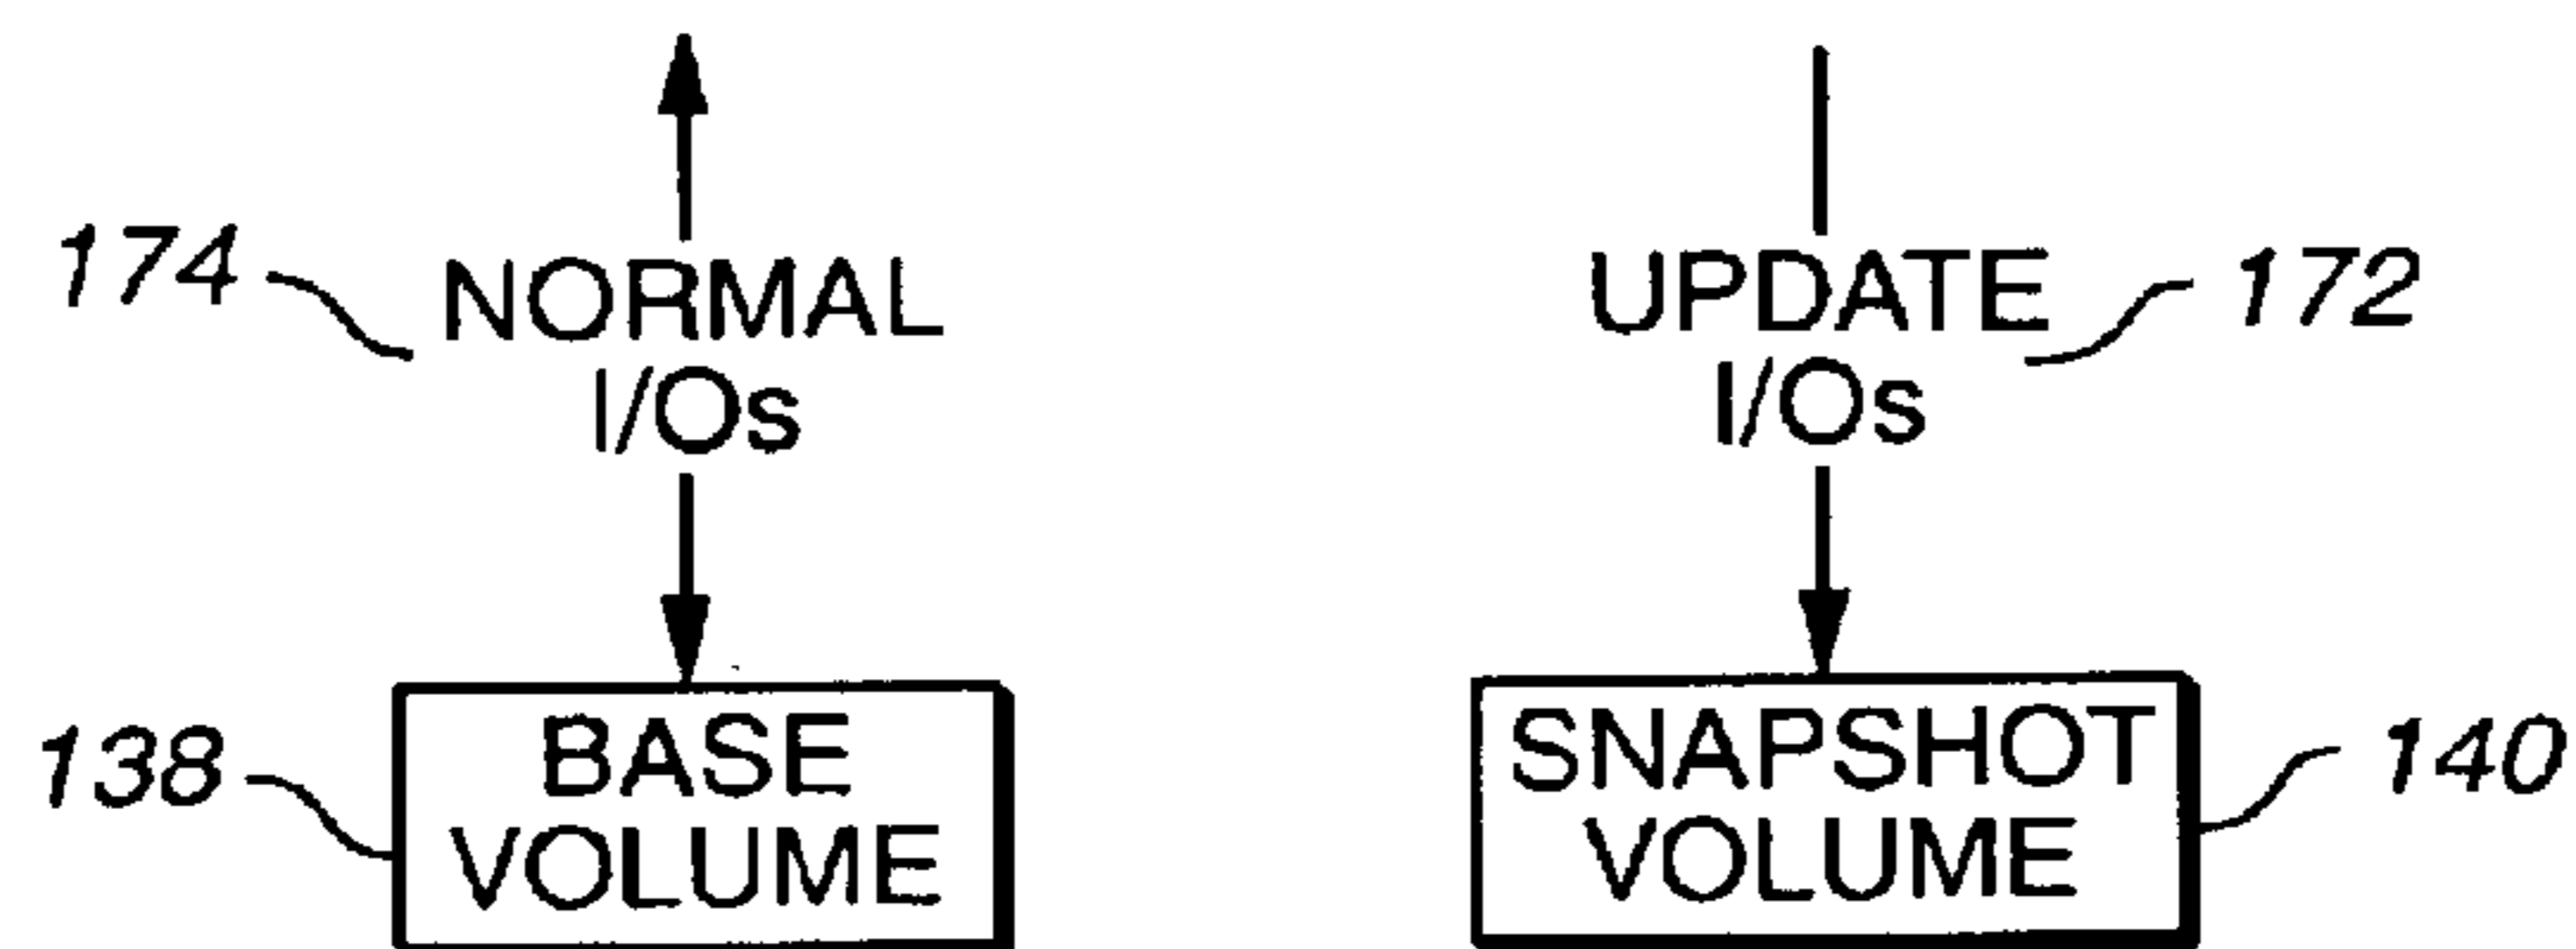 174
NORMAL
I/Os
UPDATE
I/Os
172
138
BASE
VOLUME
SNAPSHOT
VOLUME
140